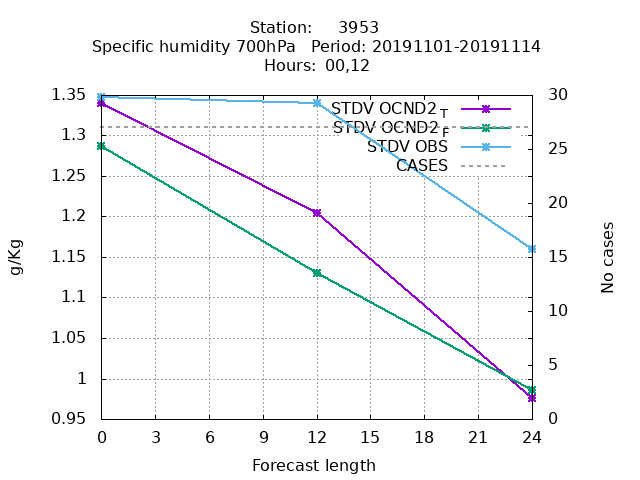 Station: 3953
Specific humidity 700hPa Period: 20191101-20191114
Hours: 00,12
1.35
1.3
1.25
1.2
1.15
1.1
1.05
1
0.95
g/Kg
STDV OCND2 T
STDV OCND2 F
STDV OBS
CASES
30
25
20
15
10
5
0
No cases
0 3 6 9 12 15 18 21 24
Forecast length